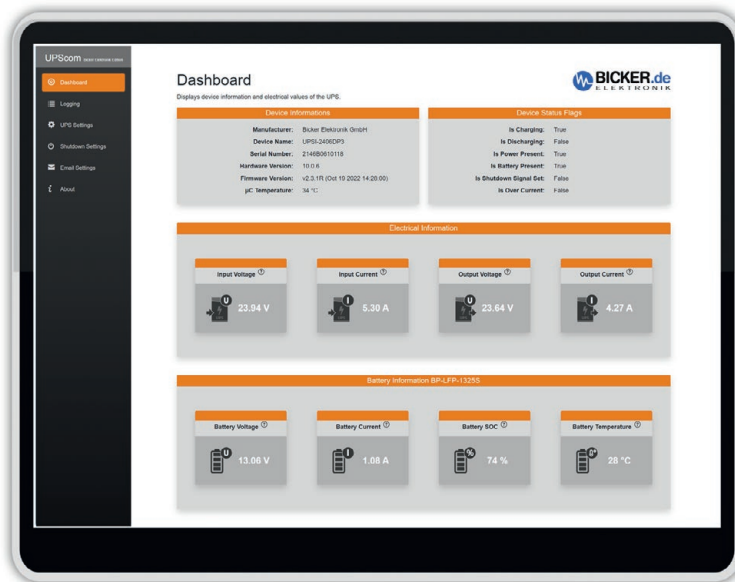 UPScom
Dashboard
Logging
UPS Settings
Shutdown Settings
Email Settings
About
Dashboard
BICKER.de
ELEKTRONIK
Displays device information and electrical values of the UPS.
Device Informations
Manufacturer: Bicker Elektronik GmbH
Device Name: UPSI-2406DP3
Serial Number: 2146B0610118
Hardware Version: 10.0.6
Firmware Version: v2.3.1R (Oct 19 2022 14:28:00)
µC Temperature: 34 °C
Device Status Flags
Is Charging: True
Is Discharging: False
Is Power Present: True
Is Battery Present: True
Is Shutdown Signal Set: False
Is Over Current: False
Electrical Information
Input Voltage ?
U
23.94 V
Input Current ?
I
5.30 A
Output Voltage ?
U
23.64 V
Output Current ?
I
4.27 A
Battery Information BP-LFP-1325S
Battery Voltage ?
U
13.06 V
Battery Current ?
I
1.08 A
Battery SOC ?
%
74 %
Battery Temperature ?
28 °C